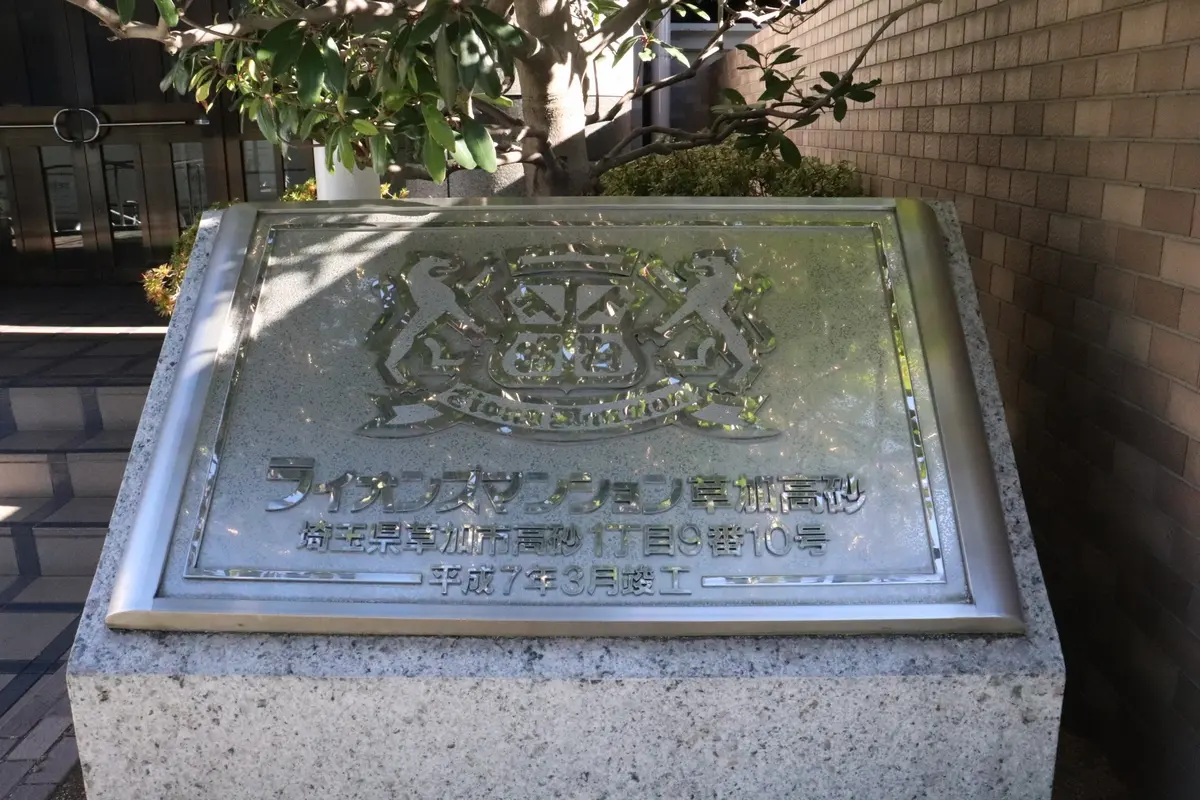 Lions Mansion
ライオンズマンション草加高砂
埼玉県草加市高砂1丁目9番10号
平成7年3月竣工